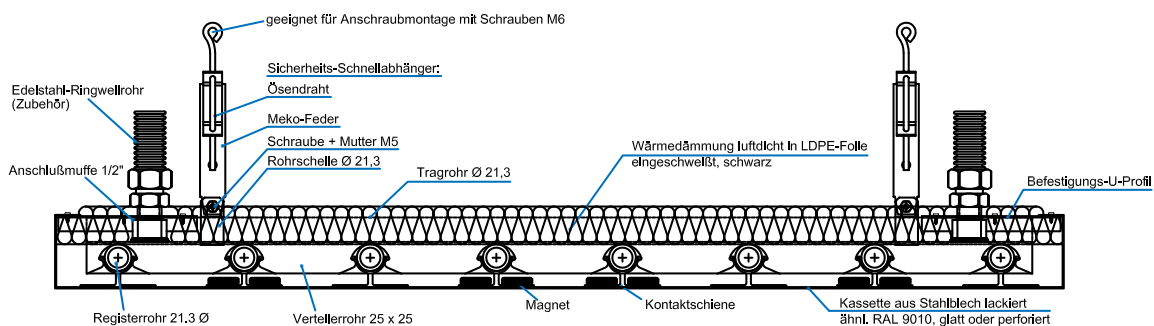 geeignet für Anschraubmontage mit Schrauben M6
Sicherheits-Schnellabhänger:
Ösendraht
Edelstahl-Ringwellrohr
(Zubehör)
Meko-Feder
Schraube + Mutter M5
Rohrschelle Ø 21,3
Anschlußmuffe 1/2"
Tragrohr Ø 21,3
Wärmedämmung luftdicht in LDPE-Folie
eingeschweißt, schwarz
Befestigungs-U-Profil
Registerrohr 21.3 Ø
Verteilerrohr 25 x 25
Magnet
Kontaktschiene
Kassette aus Stahlblech lackiert
ähnl. RAL 9010, glatt oder perforiert